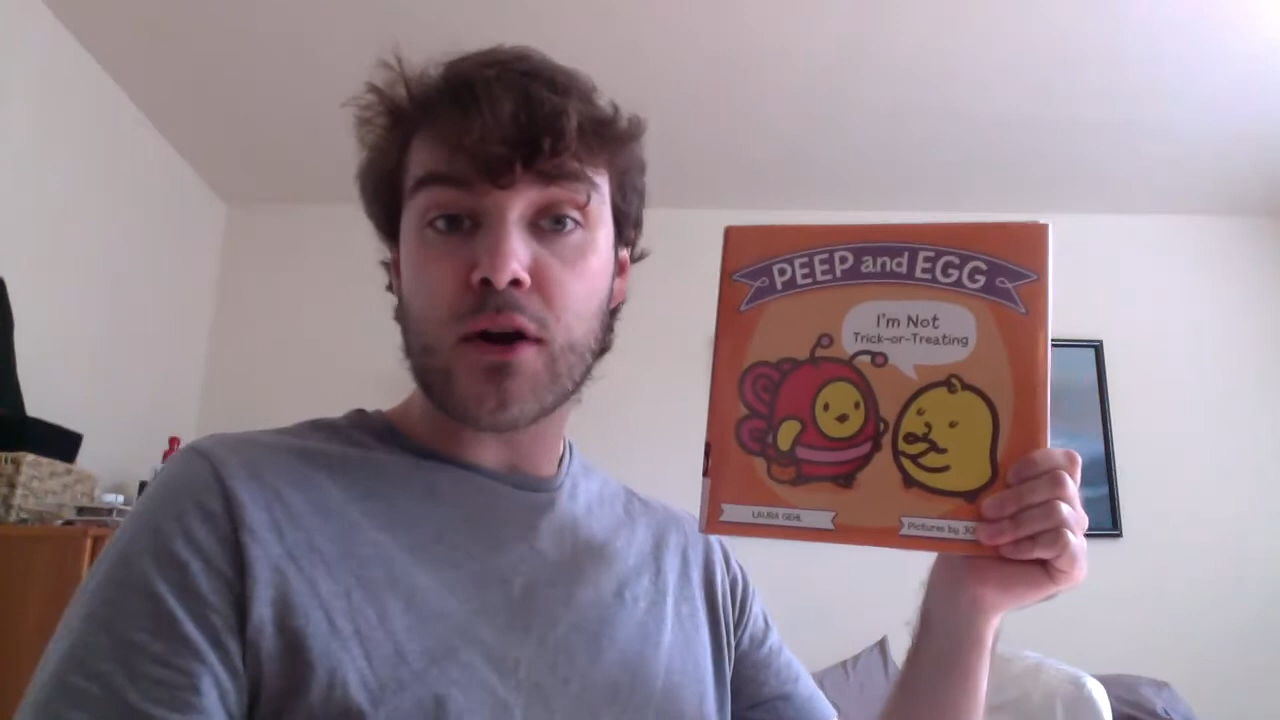 PEEP and EGG
I'm Not
Trick-or-Treating
LAURA GEHL
Pictures by